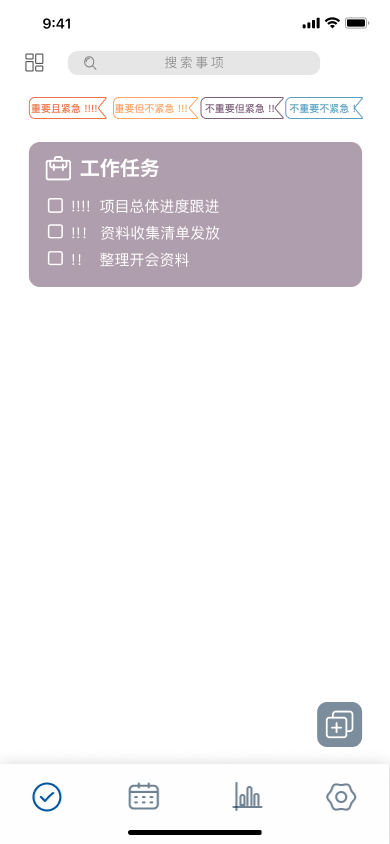 9:41
搜索事项
重要且紧急 !!!!
重要但不紧急 !!!
不重要但紧急 !!
不重要不紧急 !
工作任务
!!!! 项目总体进度跟进
!!! 资料收集清单发放
!! 整理开会资料